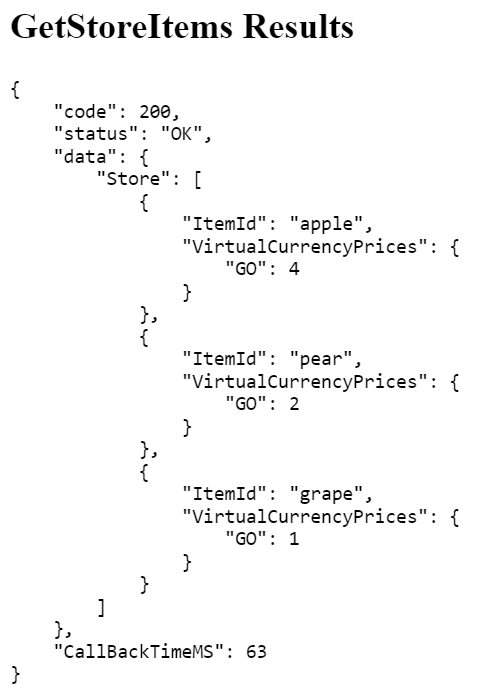 GetStoreItems Results
{
    "code": 200,
    "status": "OK",
    "data": {
        "Store": [
            {
                "ItemId": "apple",
                "VirtualCurrencyPrices": {
                    "GO": 4
                }
            },
            {
                "ItemId": "pear",
                "VirtualCurrencyPrices": {
                    "GO": 2
                }
            },
            {
                "ItemId": "grape",
                "VirtualCurrencyPrices": {
                    "GO": 1
                }
            }
        ]
    },
    "CallBackTimeMS": 63
}